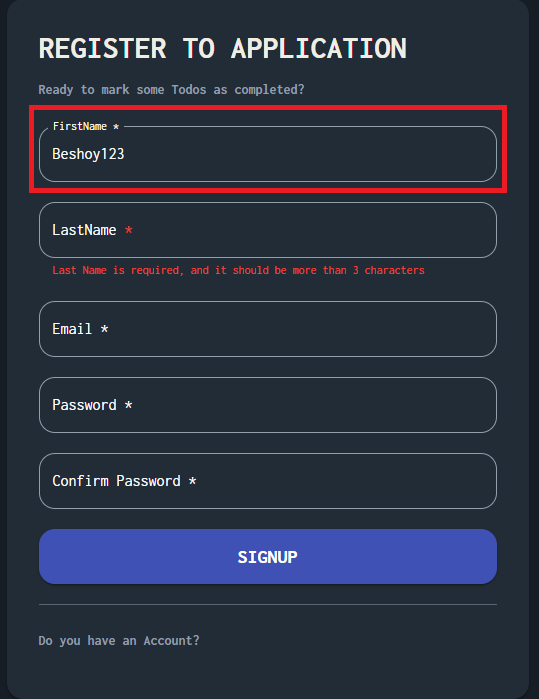 REGISTER TO APPLICATION
Ready to mark some Todos as completed?
FirstName *
Beshoy123
LastName *
Last Name is required, and it should be more than 3 characters
Email *
Password *
Confirm Password *
SIGNUP
Do you have an Account?